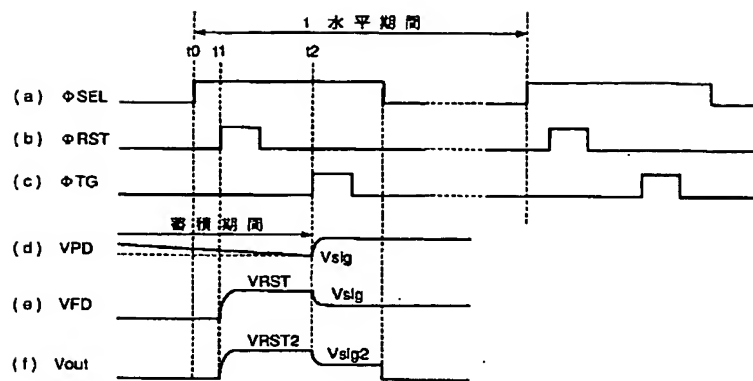 1 水平期間
t0 t1 t2
(a) ΦSEL
(b) ΦRST
(c) ΦTG
蓄積期間
(d) VPD Vsig
(e) VFD VRST Vsig
(f) Vout VRST2 Vsig2